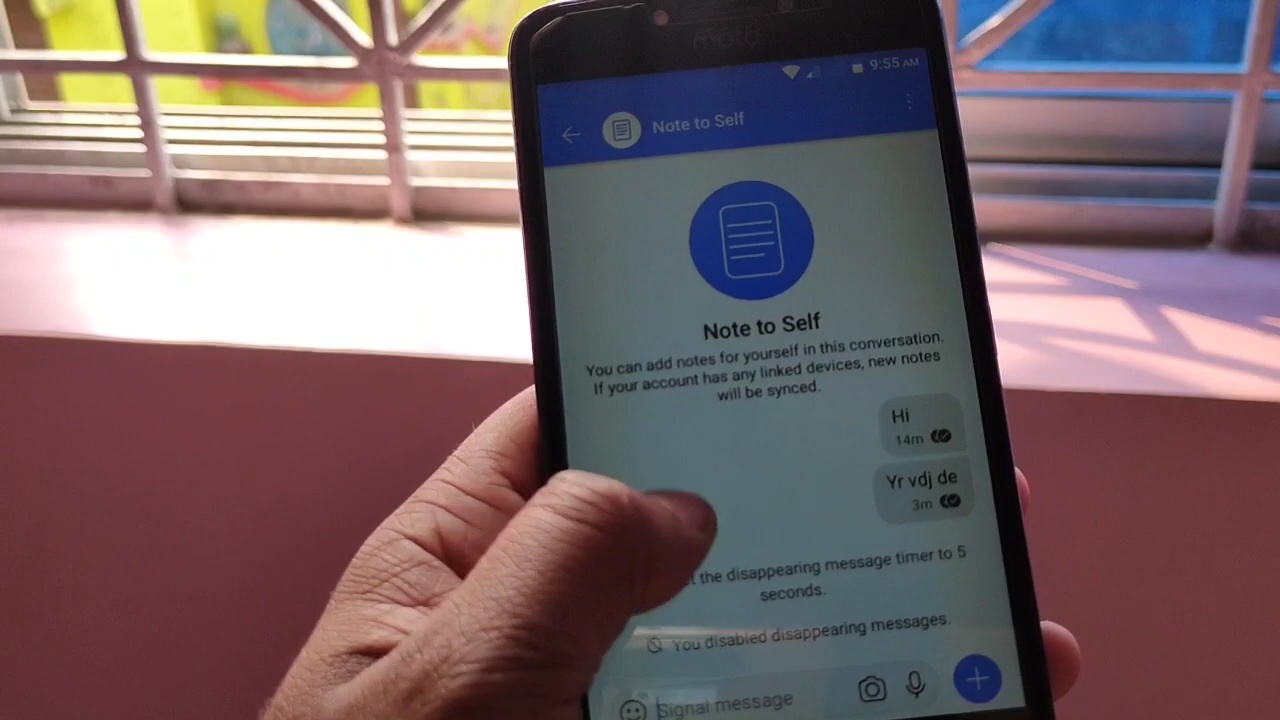 moto
9:55 AM
Note to Self
Note to Self
You can add notes for yourself in this conversation.
If your account has any linked devices, new notes
will be synced.
Hi
14m
Yr vdj de
3m
the disappearing message timer to 5
seconds.
You disabled disappearing messages.
Signal message